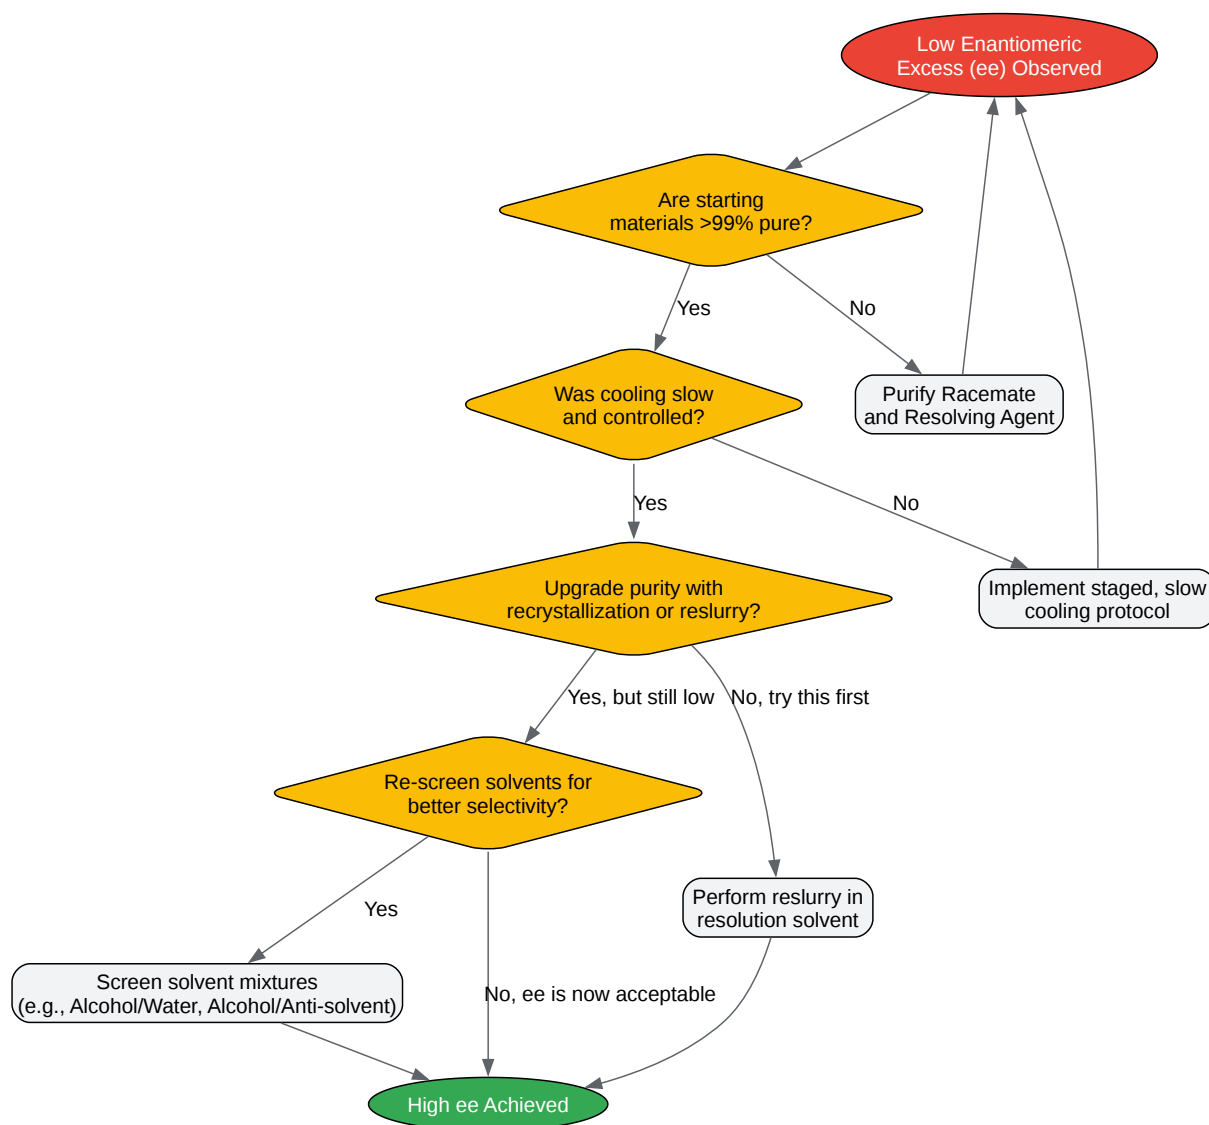 Low Enantiomeric
Excess (ee) Observed
Are starting
materials >99% pure?
Yes
No
Was cooling slow
and controlled?
Purify Racemate
and Resolving Agent
Yes
No
Upgrade purity with
recrystallization or reslurry?
Implement staged, slow
cooling protocol
Yes, but still low
No, try this first
Re-screen solvents for
better selectivity?
Yes
Perform reslurry in
resolution solvent
Screen solvent mixtures
(e.g., Alcohol/Water, Alcohol/Anti-solvent)
No, ee is now acceptable
High ee Achieved